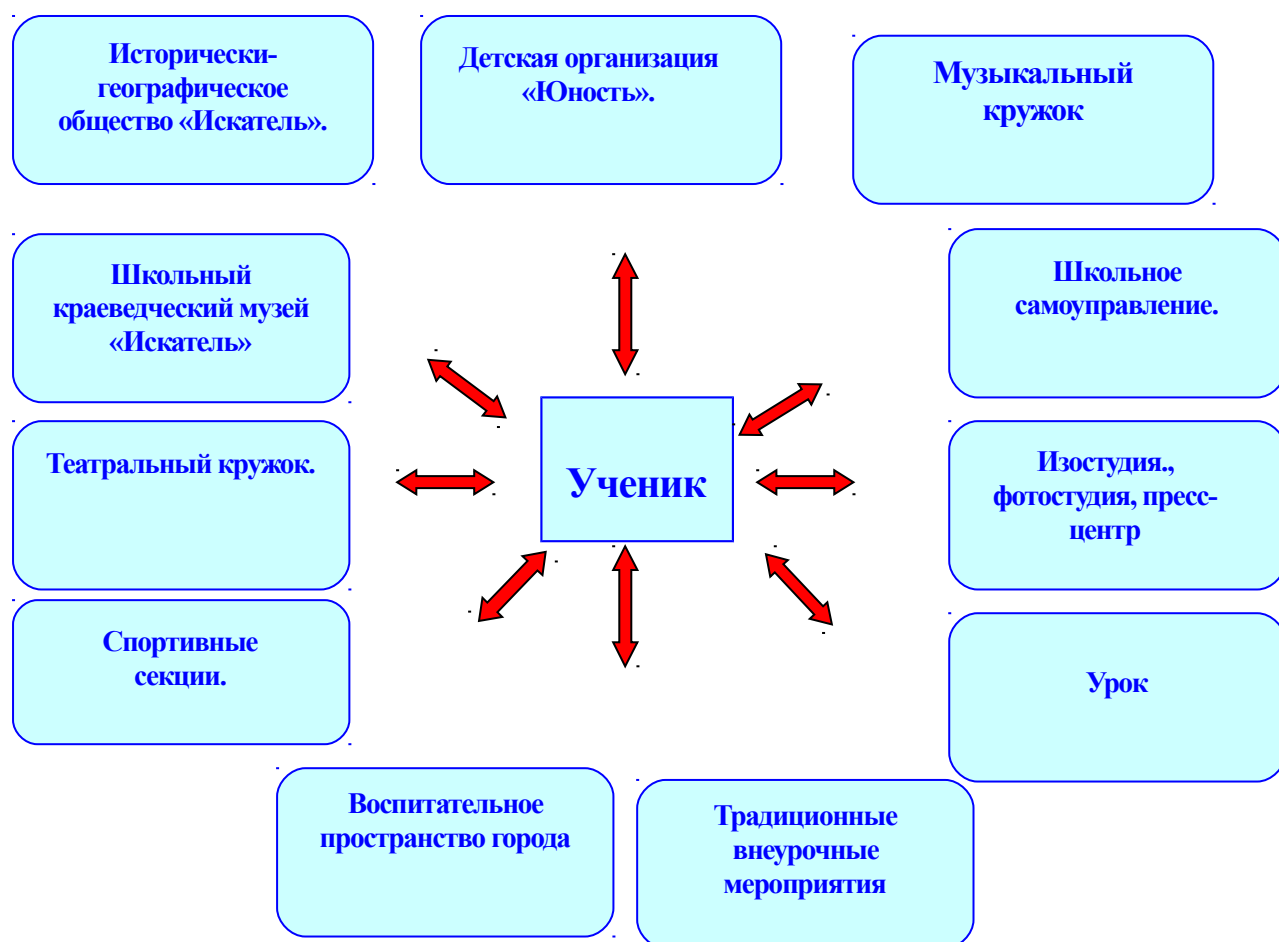 Исторически-
географическое
общество «Искатель».
Детская организация
«Юность».
Музыкальный
кружок
Школьный
краеведческий музей
«Искатель»
Школьное
самоуправление.
Театральный кружок.
Ученик
Изостудия.,
фотостудия, пресс-
центр
Спортивные
секции.
Урок
Воспитательное
пространство города
Традиционные
внеурочные
мероприятия